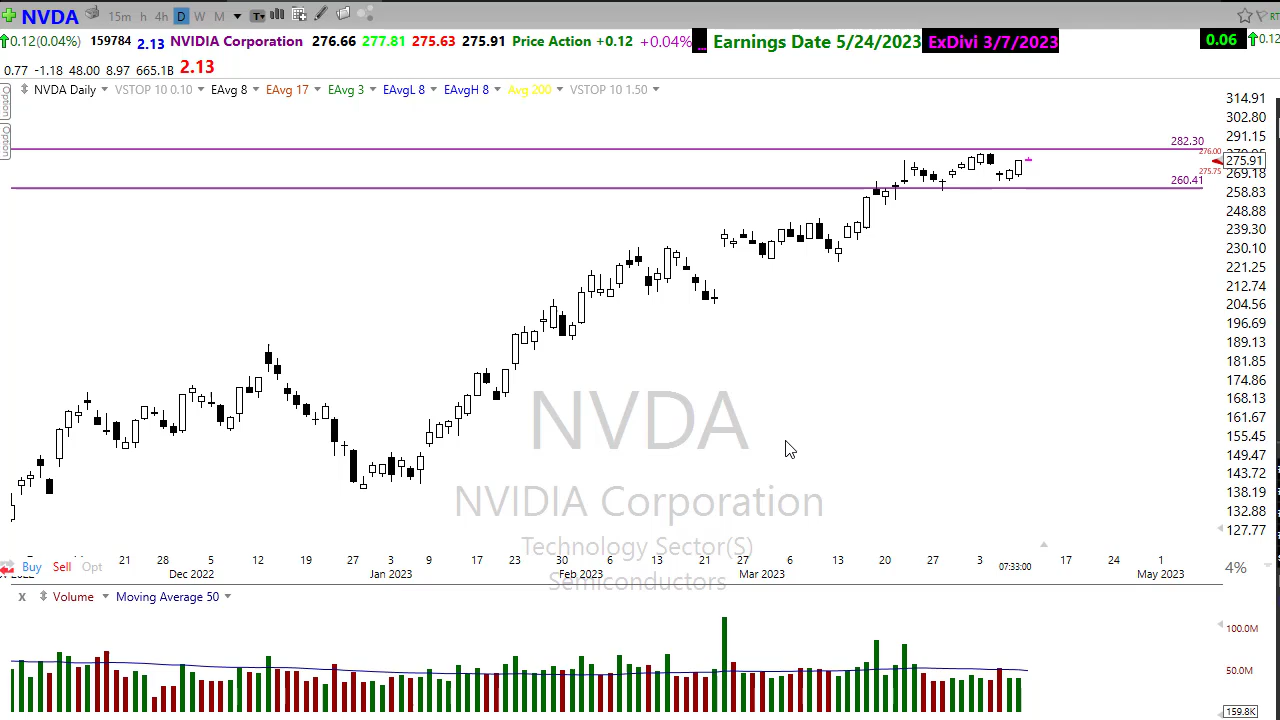 NVDA 15m h 4h D W M T RT
0.12(0.04%) 159784 2.13 NVIDIA Corporation 276.66 277.81 275.63 275.91 Price Action +0.12 +0.04% ... Earnings Date 5/24/2023 ExDivi 3/7/2023 0.06 0.12
0.77 -1.18 48.00 8.97 665.1B 2.13
NVDA Daily VSTOP 10 0.10 EAvg 8 EAvg 17 EAvg 3 EAvgL 8 EAvgH 8 Avg 200 VSTOP 10 1.50
Option
Option
314.91
302.80
291.15
282.30
276.00
275.91
275.75
269.18
260.41
258.83
248.88
239.30
230.10
221.25
212.74
204.56
196.69
189.13
181.85
174.86
168.13
161.67
155.45
149.47
143.72
138.19
132.88
127.77
NVDA
NVIDIA Corporation
Technology Sector(S)
Semiconductors
21 28 5 12 19 27 3 9 17 23 30 6 13 21 27 6 13 20 27 3 07:33:00 17 24 1
Dec 2022 Jan 2023 Feb 2023 Mar 2023 May 2023
Buy Sell Opt 4%
x Volume Moving Average 50
100.0M
50.0M
159.8K